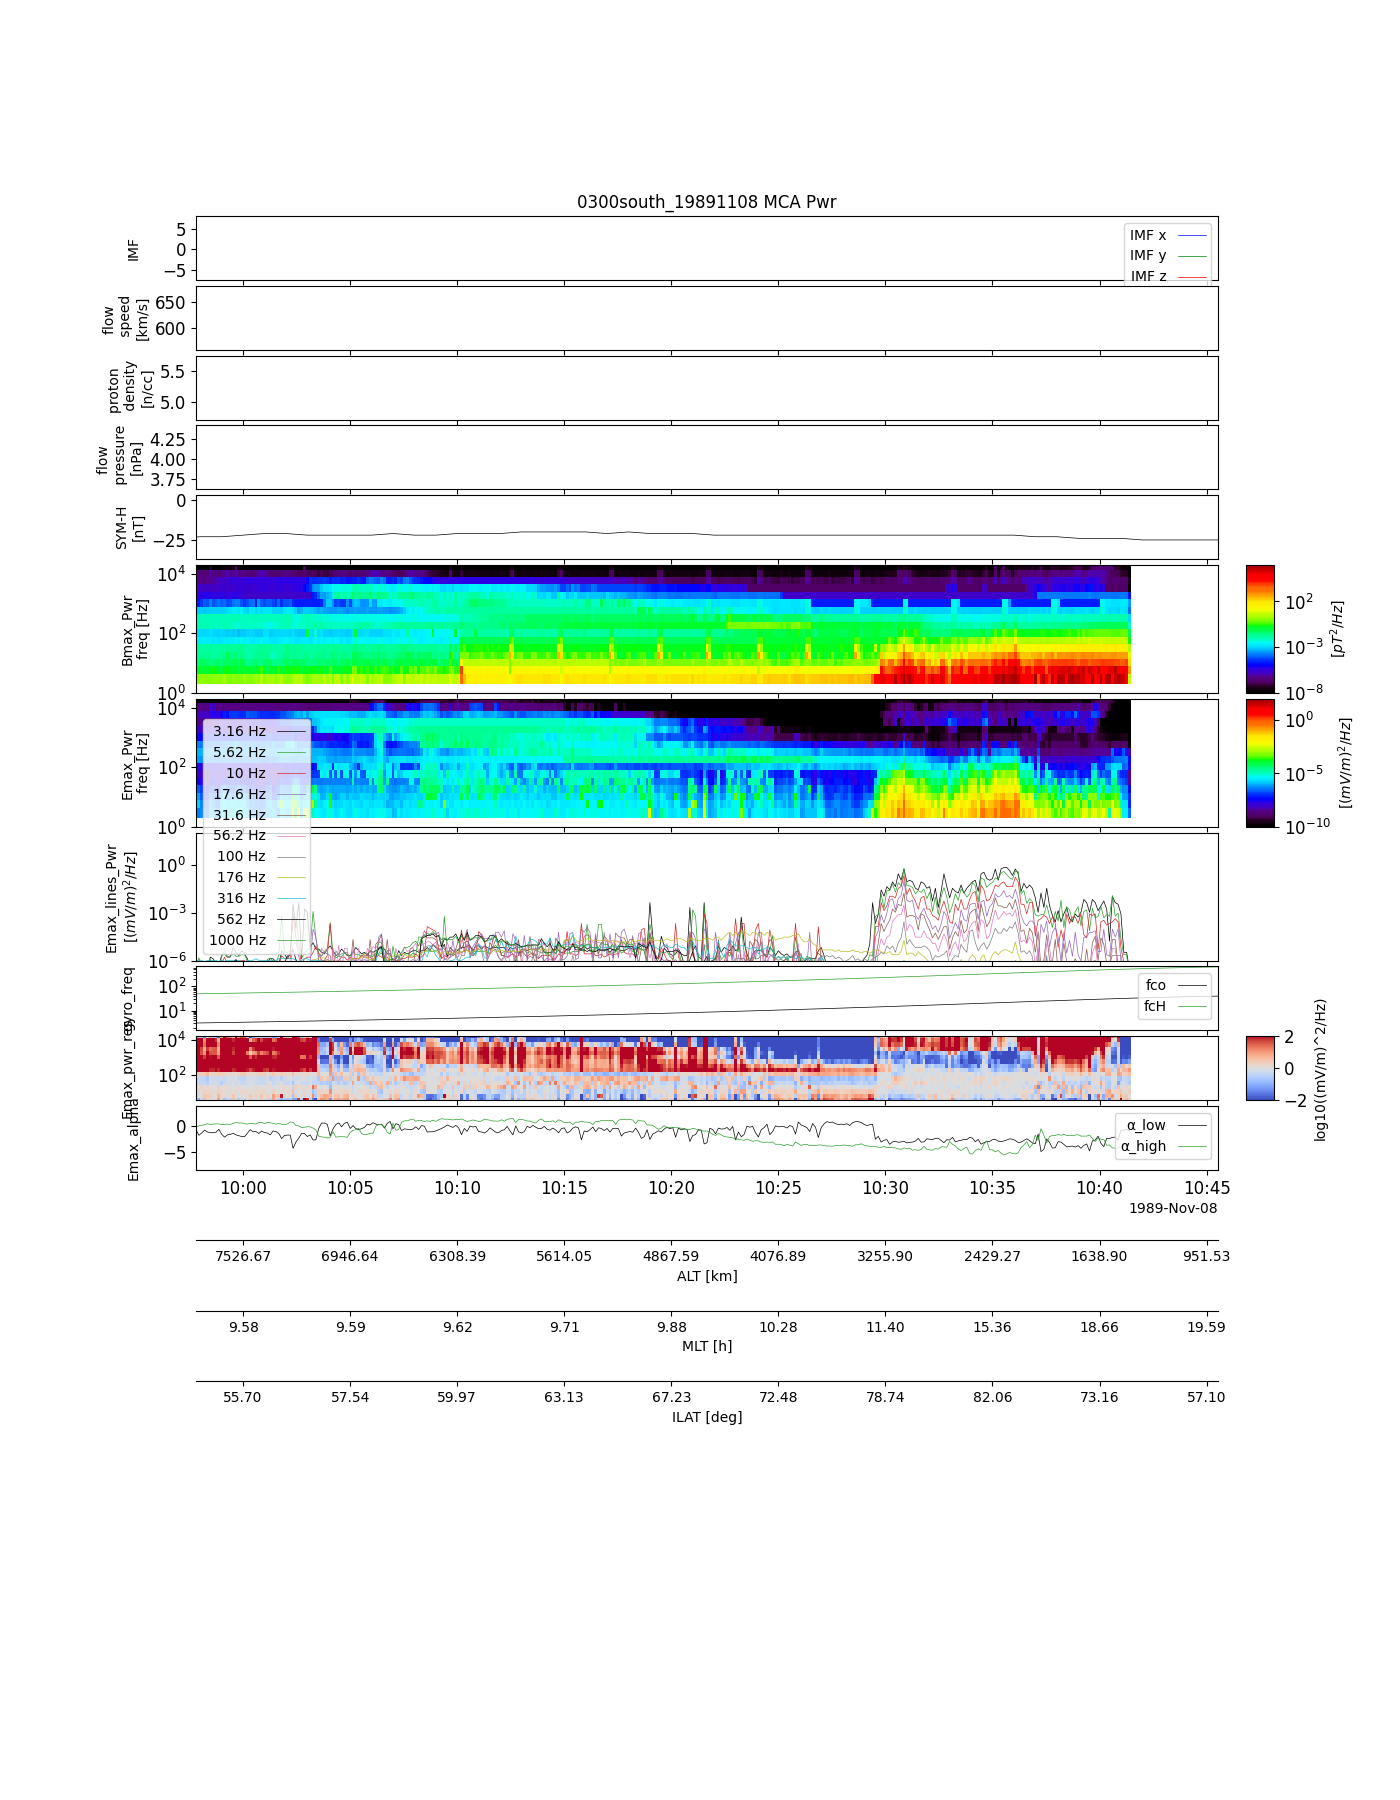 0300south_19891108 MCA Pwr
IMF
5
0
−5
IMF x
IMF y
IMF z
flow
speed
[km/s]
650
600
proton
density
[n/cc]
5.5
5.0
flow
pressure
[nPa]
4.25
4.00
3.75
SYM-H
[nT]
0
−25
Bmax_Pwr
freq [Hz]
10^4
10^2
10^0
10^2
10^−3
10^−8
[pT^2/Hz]
Emax_Pwr
freq [Hz]
10^4
10^2
10^0
10^0
10^−5
10^−10
[(mV/m)^2/Hz]
3.16 Hz
5.62 Hz
10 Hz
17.6 Hz
31.6 Hz
56.2 Hz
100 Hz
176 Hz
316 Hz
562 Hz
1000 Hz
Emax_lines_Pwr
[(mV/m)^2/Hz]
10^0
10^−3
10^−6
gyro_freq
10^2
10^1
fco
fcH
Emax_pwr_rej
10^4
10^2
2
0
−2
log10((mV/m)^2/Hz)
Emax_alpha
0
−5
α_low
α_high
10:00 10:05 10:10 10:15 10:20 10:25 10:30 10:35 10:40 10:45
1989-Nov-08
7526.67 6946.64 6308.39 5614.05 4867.59 4076.89 3255.90 2429.27 1638.90 951.53
ALT [km]
9.58 9.59 9.62 9.71 9.88 10.28 11.40 15.36 18.66 19.59
MLT [h]
55.70 57.54 59.97 63.13 67.23 72.48 78.74 82.06 73.16 57.10
ILAT [deg]